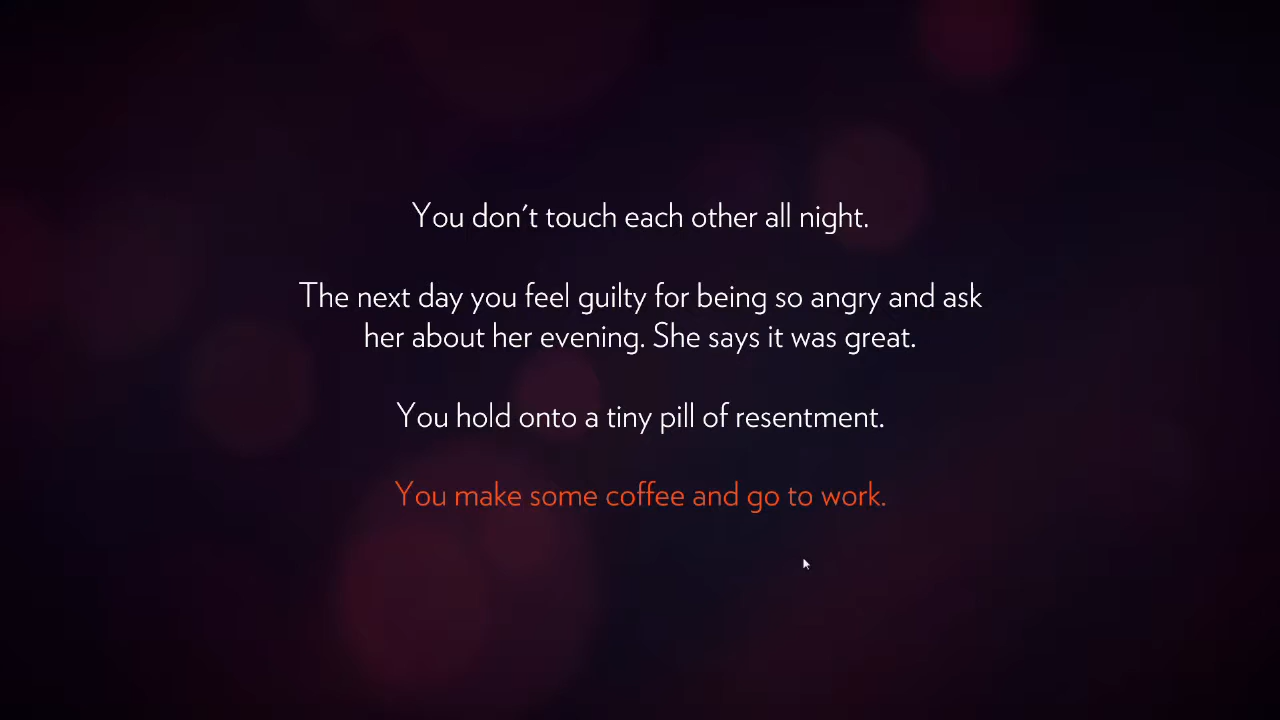 You don't touch each other all night.
The next day you feel guilty for being so angry and ask
her about her evening. She says it was great.
You hold onto a tiny pill of resentment.
You make some coffee and go to work.